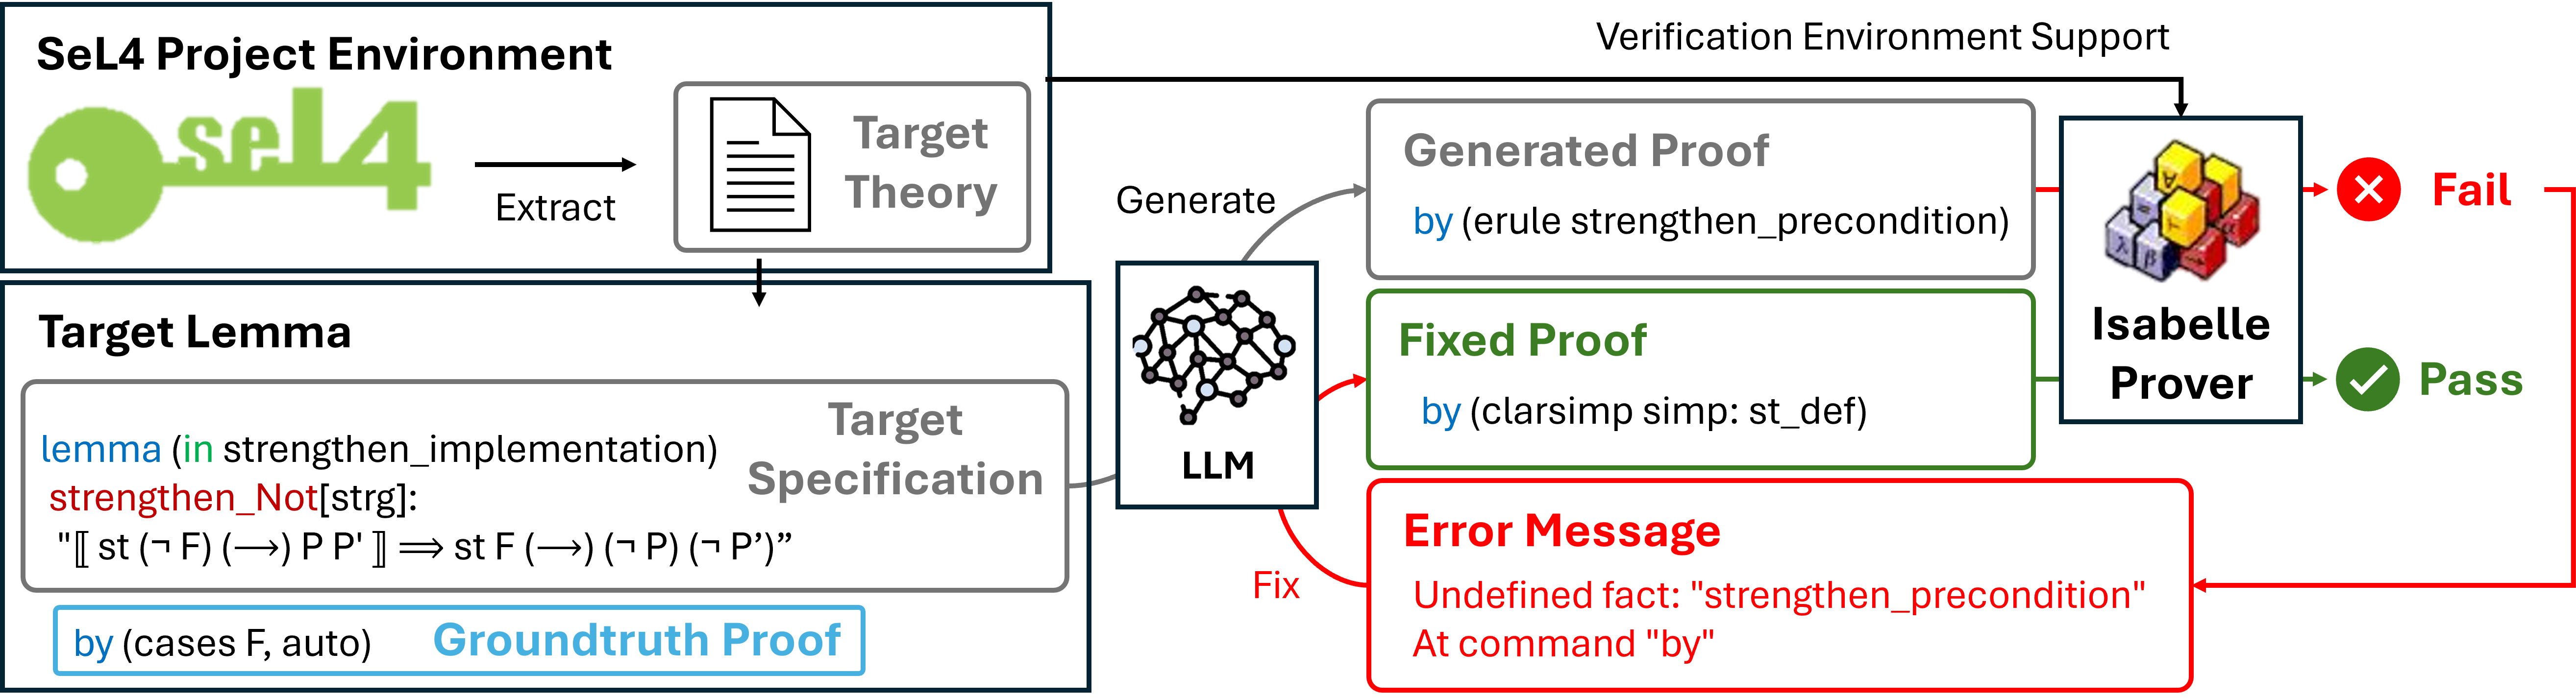 SeL4 Project Environment
seL4
Extract
Target
Theory
Verification Environment Support
Target Lemma
Target
Specification
lemma (in strengthen_implementation)
strengthen_Not[strg]:
"⟦ st (¬ F) (⟶) P P' ⟧ ⟹ st F (⟶) (¬ P) (¬ P’)”
by (cases F, auto)
Groundtruth Proof
Generate
LLM
Fix
Generated Proof
by (erule strengthen_precondition)
Fixed Proof
by (clarsimp simp: st_def)
Error Message
Undefined fact: "strengthen_precondition"
At command "by"
λ
β
α
∀
=
Isabelle
Prover
Fail
Pass